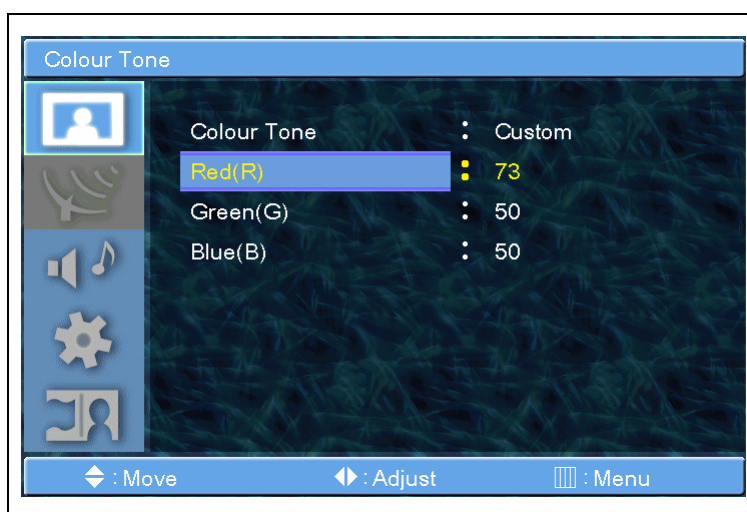 Colour Tone
Colour Tone : Custom
Red(R) : 73
Green(G) : 50
Blue(B) : 50
: Move : Adjust : Menu